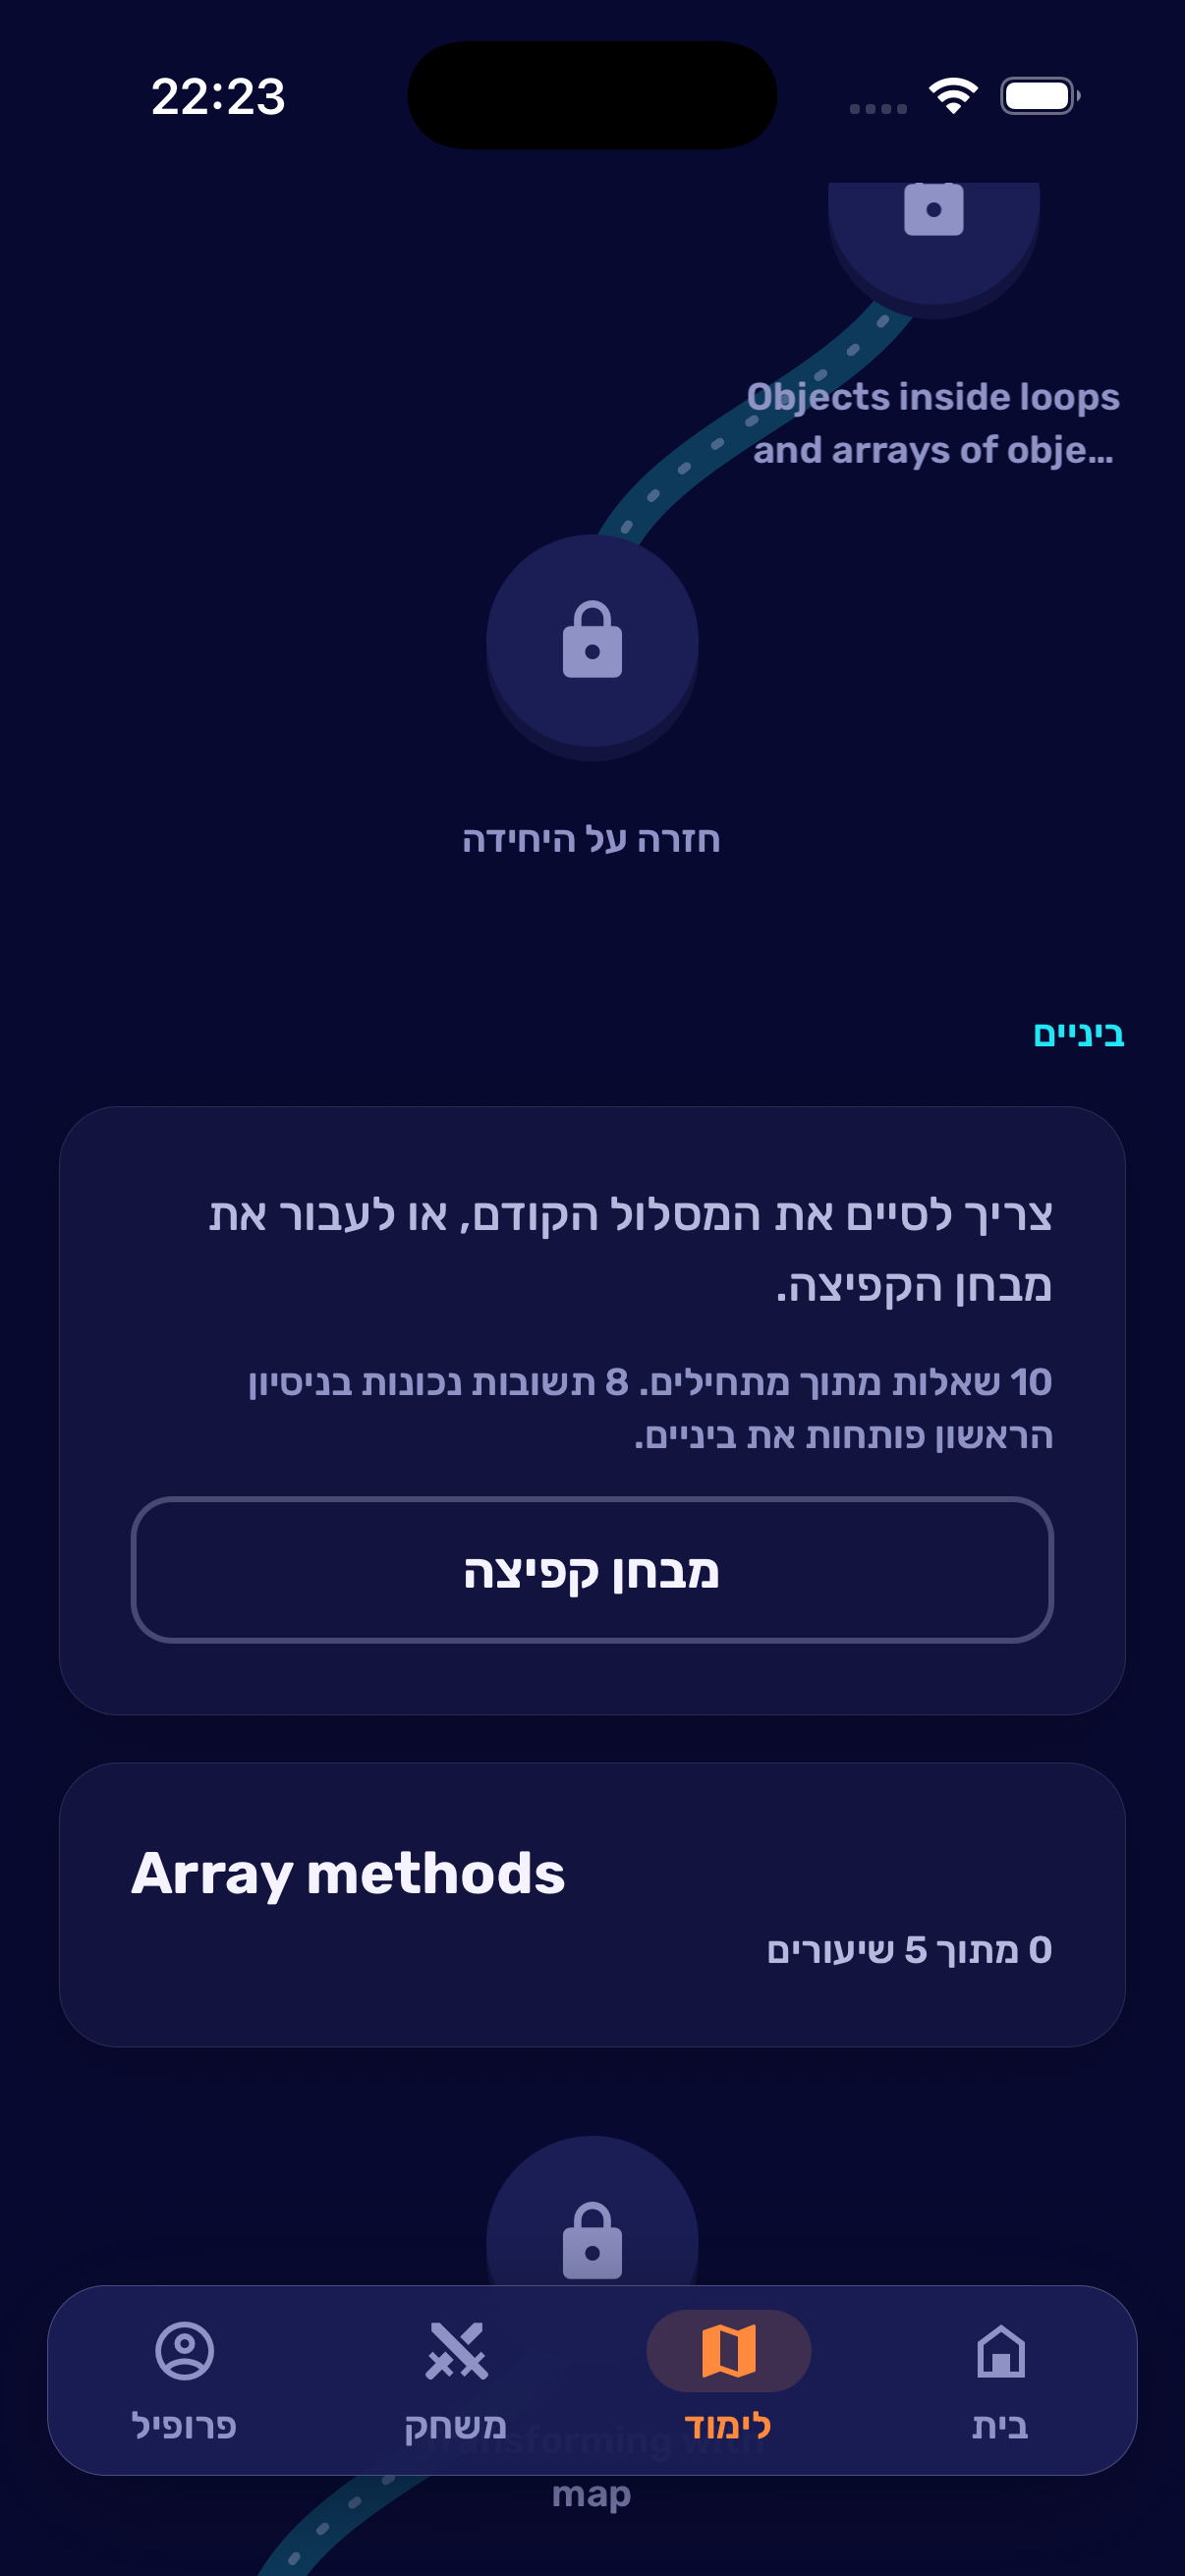 22:23
Objects inside loops
and arrays of obje...
חזרה על היחידה
ביניים
צריך לסיים את המסלול הקודם, או לעבור את
מבחן הקפיצה.
10 שאלות מתוך מתחילים. 8 תשובות נכונות בניסיון
הראשון פותחות את ביניים.
מבחן קפיצה
Array methods
0 מתוך 5 שיעורים
בית
לימוד
משחק
פרופיל
Transforming with
map